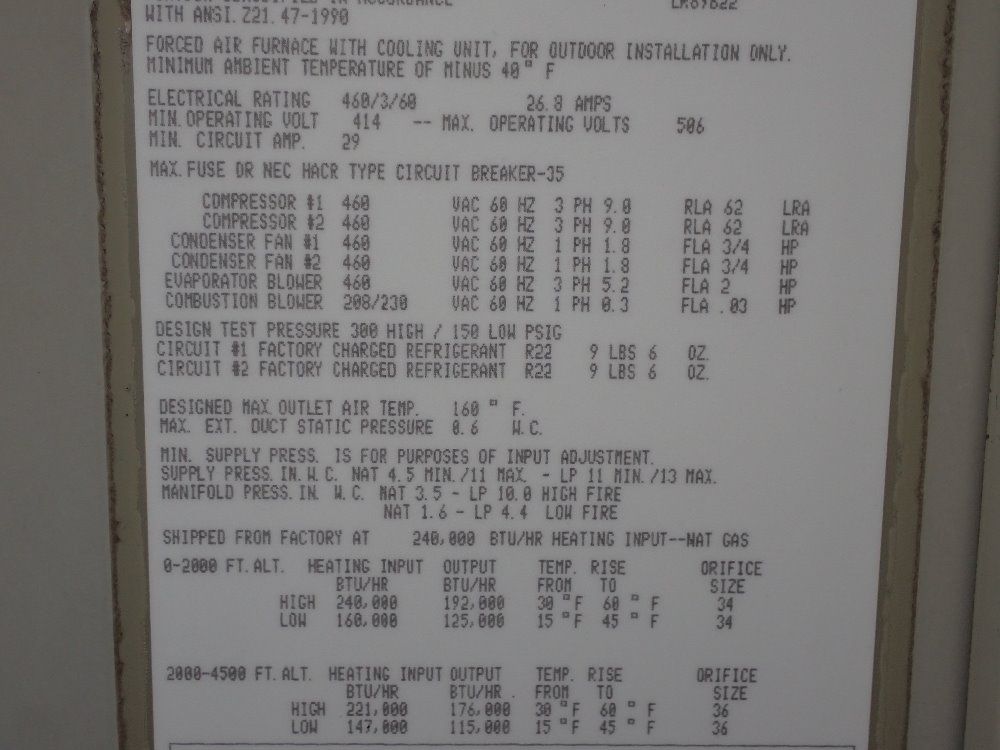 WITH ANSI. Z21. 47-1990
FORCED AIR FURNACE WITH COOLING UNIT, FOR OUTDOOR INSTALLATION ONLY.
MINIMUM AMBIENT TEMPERATURE OF MINUS 40° F
ELECTRICAL RATING 460/3/60 26.8 AMPS
MIN. OPERATING VOLT 414 -- MAX. OPERATING VOLTS 506
MIN. CIRCUIT AMP. 29
MAX. FUSE OR NEC HACR TYPE CIRCUIT BREAKER-35
COMPRESSOR #1 460 VAC 60 HZ 3 PH 9.0 RLA 62 LRA
COMPRESSOR #2 460 VAC 60 HZ 3 PH 9.0 RLA 62 LRA
CONDENSER FAN #1 460 VAC 60 HZ 1 PH 1.8 FLA 3/4 HP
CONDENSER FAN #2 460 VAC 60 HZ 1 PH 1.8 FLA 3/4 HP
EVAPORATOR BLOWER 460 VAC 60 HZ 3 PH 5.2 FLA 2 HP
COMBUSTION BLOWER 208/230 VAC 60 HZ 1 PH 0.3 FLA .03 HP
DESIGN TEST PRESSURE 300 HIGH / 150 LOW PSIG
CIRCUIT #1 FACTORY CHARGED REFRIGERANT R22 9 LBS 6 OZ.
CIRCUIT #2 FACTORY CHARGED REFRIGERANT R22 9 LBS 6 OZ.
DESIGNED MAX. OUTLET AIR TEMP. 160 ° F.
MAX. EXT. DUCT STATIC PRESSURE 0.6 W.C.
MIN. SUPPLY PRESS. IS FOR PURPOSES OF INPUT ADJUSTMENT.
SUPPLY PRESS. IN. W.C. NAT 4.5 MIN./11 MAX. - LP 11 MIN./13 MAX.
MANIFOLD PRESS. IN. W.C. NAT 3.5 - LP 10.0 HIGH FIRE
NAT 1.6 - LP 4.4 LOW FIRE
SHIPPED FROM FACTORY AT 240,000 BTU/HR HEATING INPUT--NAT GAS
0-2000 FT. ALT. HEATING INPUT OUTPUT TEMP. RISE ORIFICE
BTU/HR BTU/HR FROM TO SIZE
HIGH 240,000 192,000 30 °F 60 ° F 34
LOW 160,000 125,000 15 °F 45 ° F 34
2000-4500 FT. ALT. HEATING INPUT OUTPUT TEMP. RISE ORIFICE
BTU/HR BTU/HR . FROM TO SIZE
HIGH 221,000 176,000 30 °F 60 ° F 36
LOW 147,000 115,000 15 °F 45 ° F 36